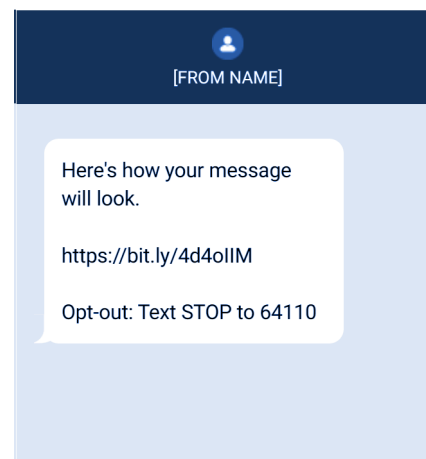 [FROM NAME]
Here's how your message
will look.
https://bit.ly/4d4oIIM
Opt-out: Text STOP to 64110